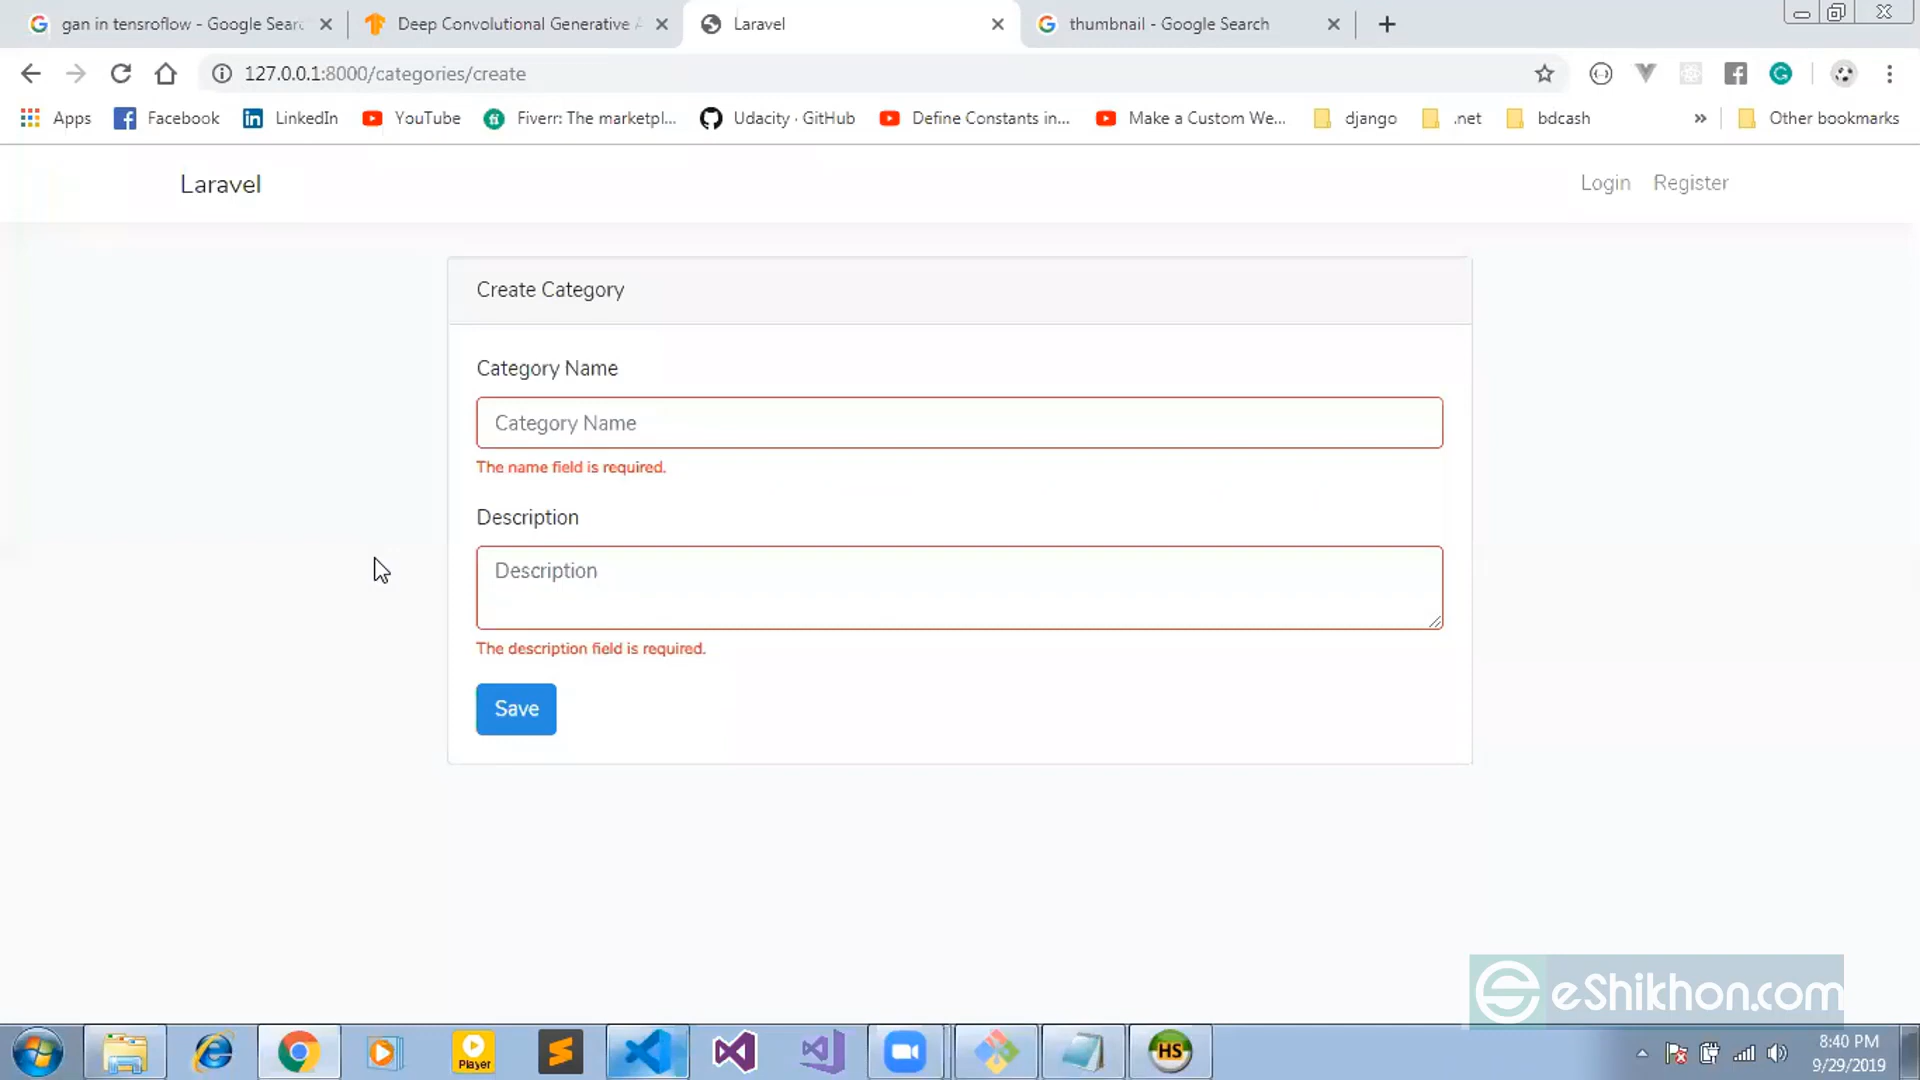 gan in tensroflow - Google Searc
Deep Convolutional Generative A
Laravel
thumbnail - Google Search
127.0.0.1:8000/categories/create
Apps
Facebook
LinkedIn
YouTube
Fiverr: The marketpl...
Udacity · GitHub
Define Constants in...
Make a Custom We...
django
.net
bdcash
»
Other bookmarks
Laravel
Login
Register
Create Category
Category Name
Category Name
The name field is required.
Description
Description
The description field is required.
Save
eShikhon.com
Player
HS
8:40 PM
9/29/2019